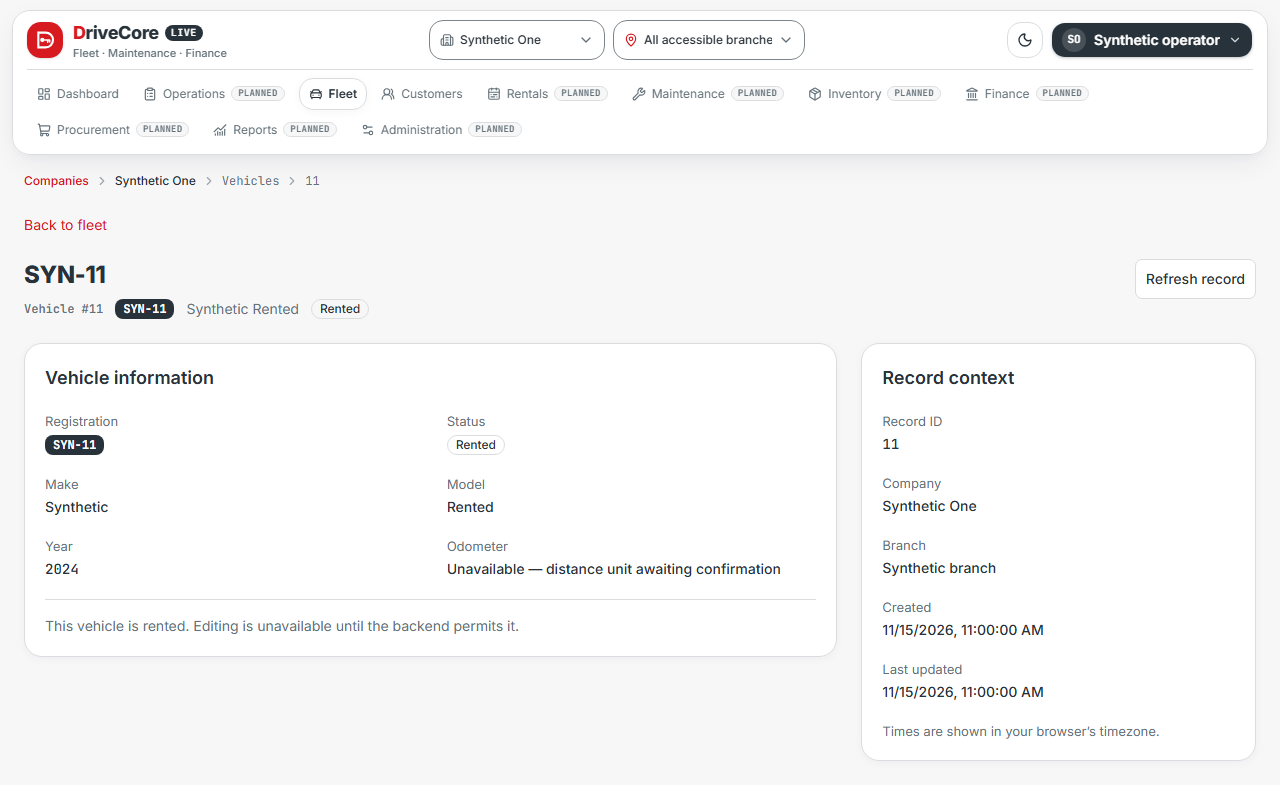 DriveCore LIVE
Fleet · Maintenance · Finance
Synthetic One
All accessible branche
SO Synthetic operator
Dashboard
Operations PLANNED
Fleet
Customers
Rentals PLANNED
Maintenance PLANNED
Inventory PLANNED
Finance PLANNED
Procurement PLANNED
Reports PLANNED
Administration PLANNED
Companies > Synthetic One > Vehicles > 11
Back to fleet
SYN-11
Refresh record
Vehicle #11 SYN-11 Synthetic Rented Rented
Vehicle information
Registration
SYN-11
Status
Rented
Make
Synthetic
Model
Rented
Year
2024
Odometer
Unavailable — distance unit awaiting confirmation
This vehicle is rented. Editing is unavailable until the backend permits it.
Record context
Record ID
11
Company
Synthetic One
Branch
Synthetic branch
Created
11/15/2026, 11:00:00 AM
Last updated
11/15/2026, 11:00:00 AM
Times are shown in your browser’s timezone.